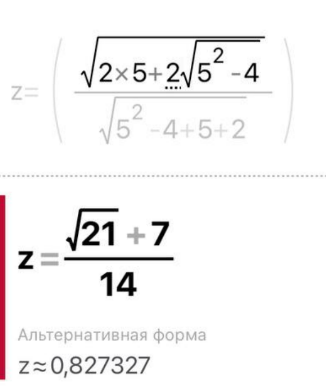 z= ( √(2×5+2√(5²-4)) / (√(5²-4+5+2)) )
z = (√21 + 7) / 14
Альтернативная форма
z≈0,827327